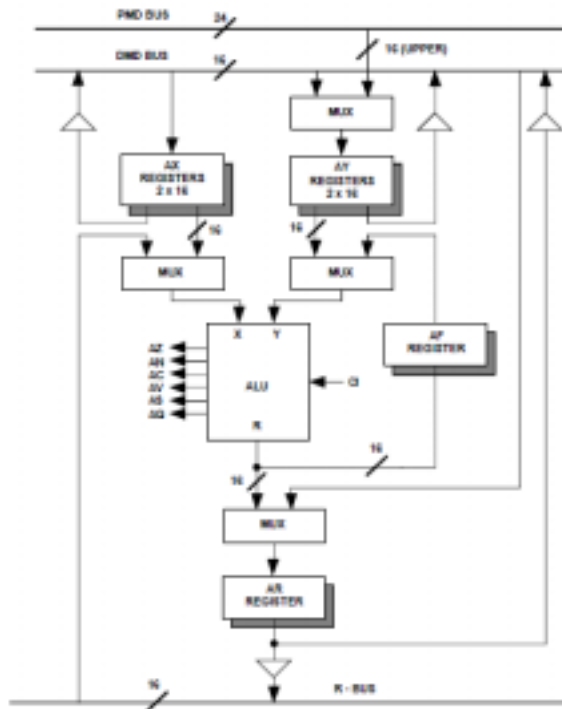 PMD BUS 24
16 (UPPER)
DMD BUS 16
MUX
AX
REGISTERS
2 x 16
AY
REGISTERS
2 x 16
16
16
MUX
MUX
X Y
AZ
AN
AC
AV
AS
AQ
ALU
CI
R
AF
REGISTER
16
16
MUX
AR
REGISTER
16
R - BUS